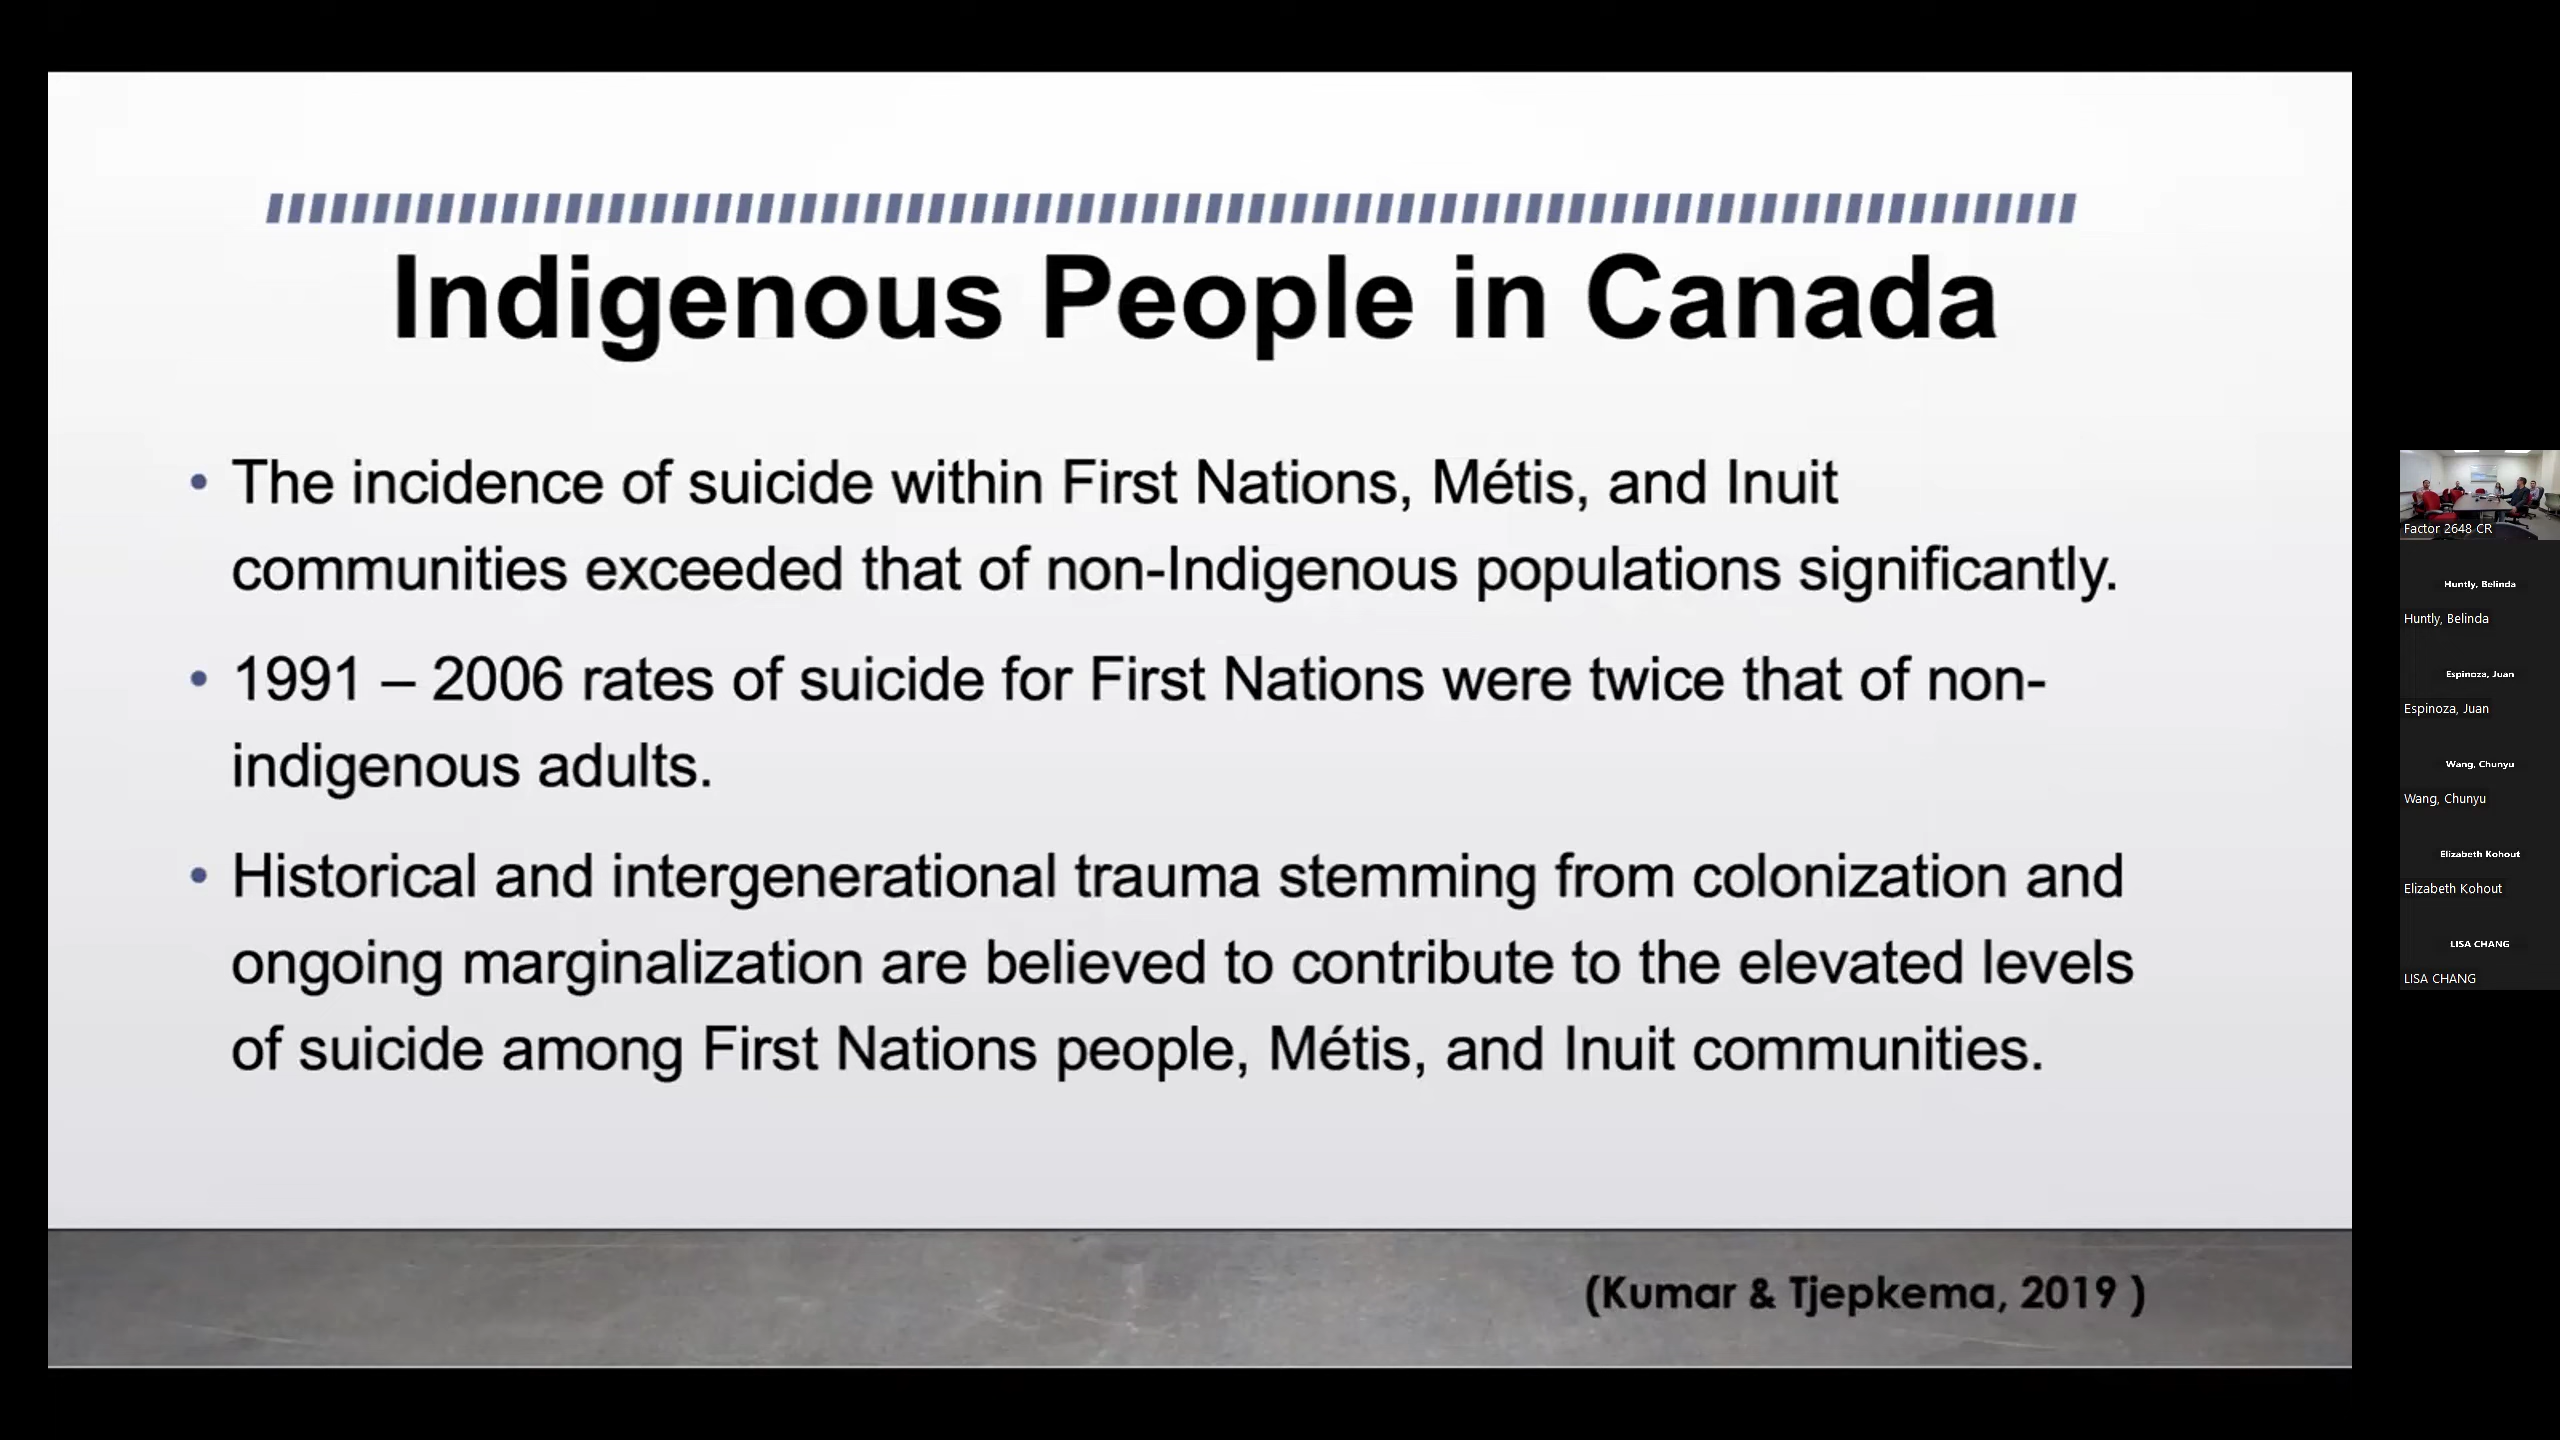 Indigenous People in Canada
• The incidence of suicide within First Nations, Métis, and Inuit
communities exceeded that of non-Indigenous populations significantly.
• 1991 – 2006 rates of suicide for First Nations were twice that of non-
indigenous adults.
• Historical and intergenerational trauma stemming from colonization and
ongoing marginalization are believed to contribute to the elevated levels
of suicide among First Nations people, Métis, and Inuit communities.
(Kumar & Tjepkema, 2019 )
Factor 2648 CR
Huntly, Belinda
Huntly, Belinda
Espinoza, Juan
Espinoza, Juan
Wang, Chunyu
Wang, Chunyu
Elizabeth Kohout
Elizabeth Kohout
LISA CHANG
LISA CHANG